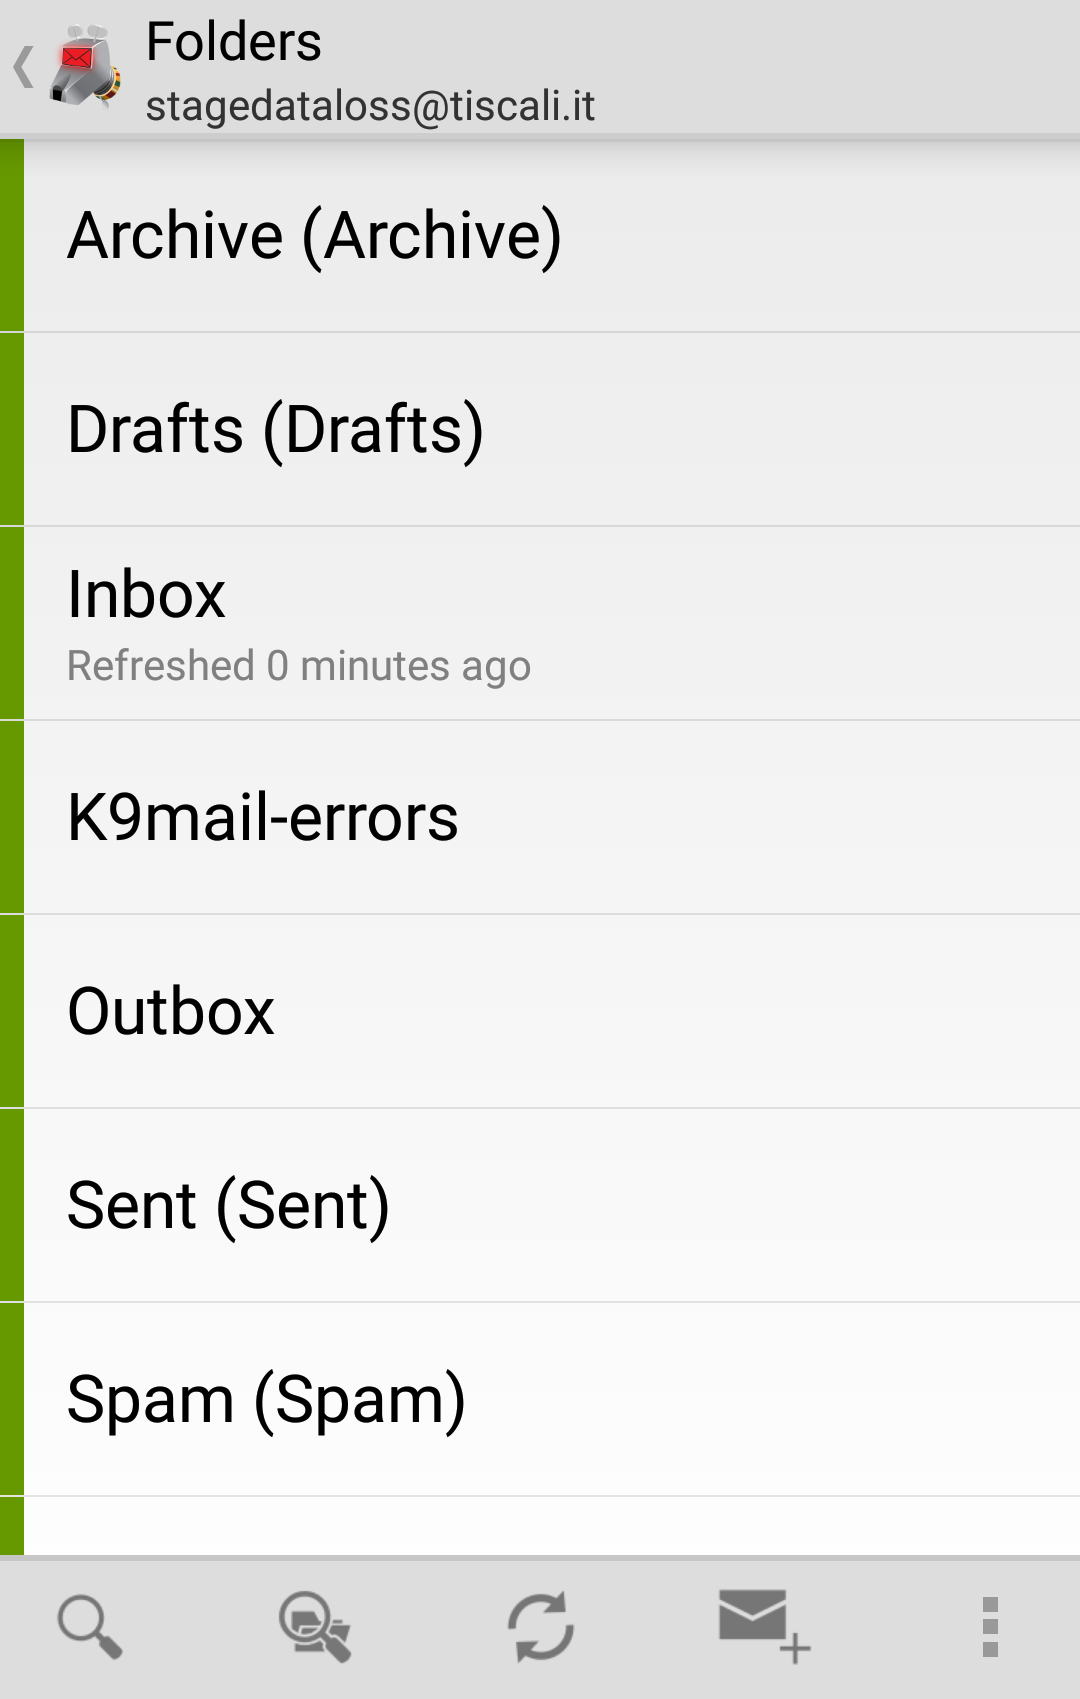 Folders
stagedataloss@tiscali.it
Archive (Archive)
Drafts (Drafts)
Inbox
Refreshed 0 minutes ago
K9mail-errors
Outbox
Sent (Sent)
Spam (Spam)